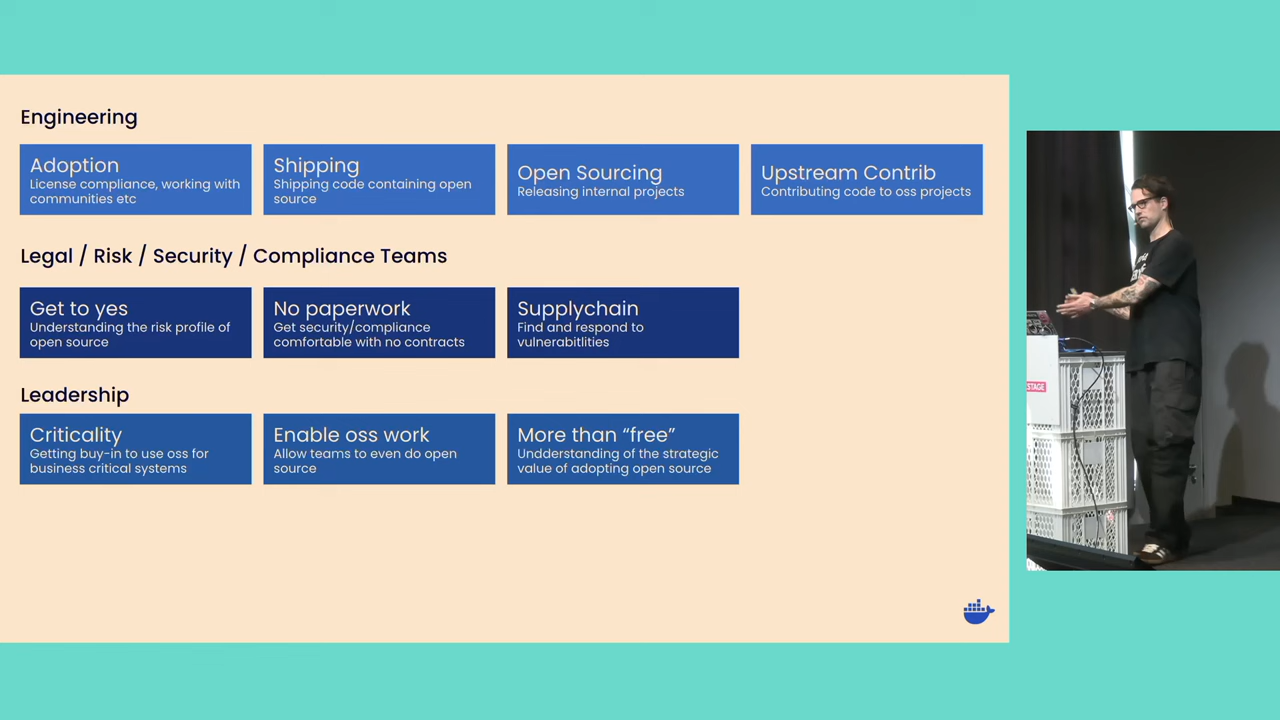 Engineering
Adoption
License compliance, working with
communities etc
Shipping
Shipping code containing open
source
Open Sourcing
Releasing internal projects
Upstream Contrib
Contributing code to oss projects
Legal / Risk / Security / Compliance Teams
Get to yes
Understanding the risk profile of
open source
No paperwork
Get security/compliance
comfortable with no contracts
Supplychain
Find and respond to
vulnerabitlities
Leadership
Criticality
Getting buy-in to use oss for
business critical systems
Enable oss work
Allow teams to even do open
source
More than “free”
Undderstanding of the strategic
value of adopting open source
STAGE